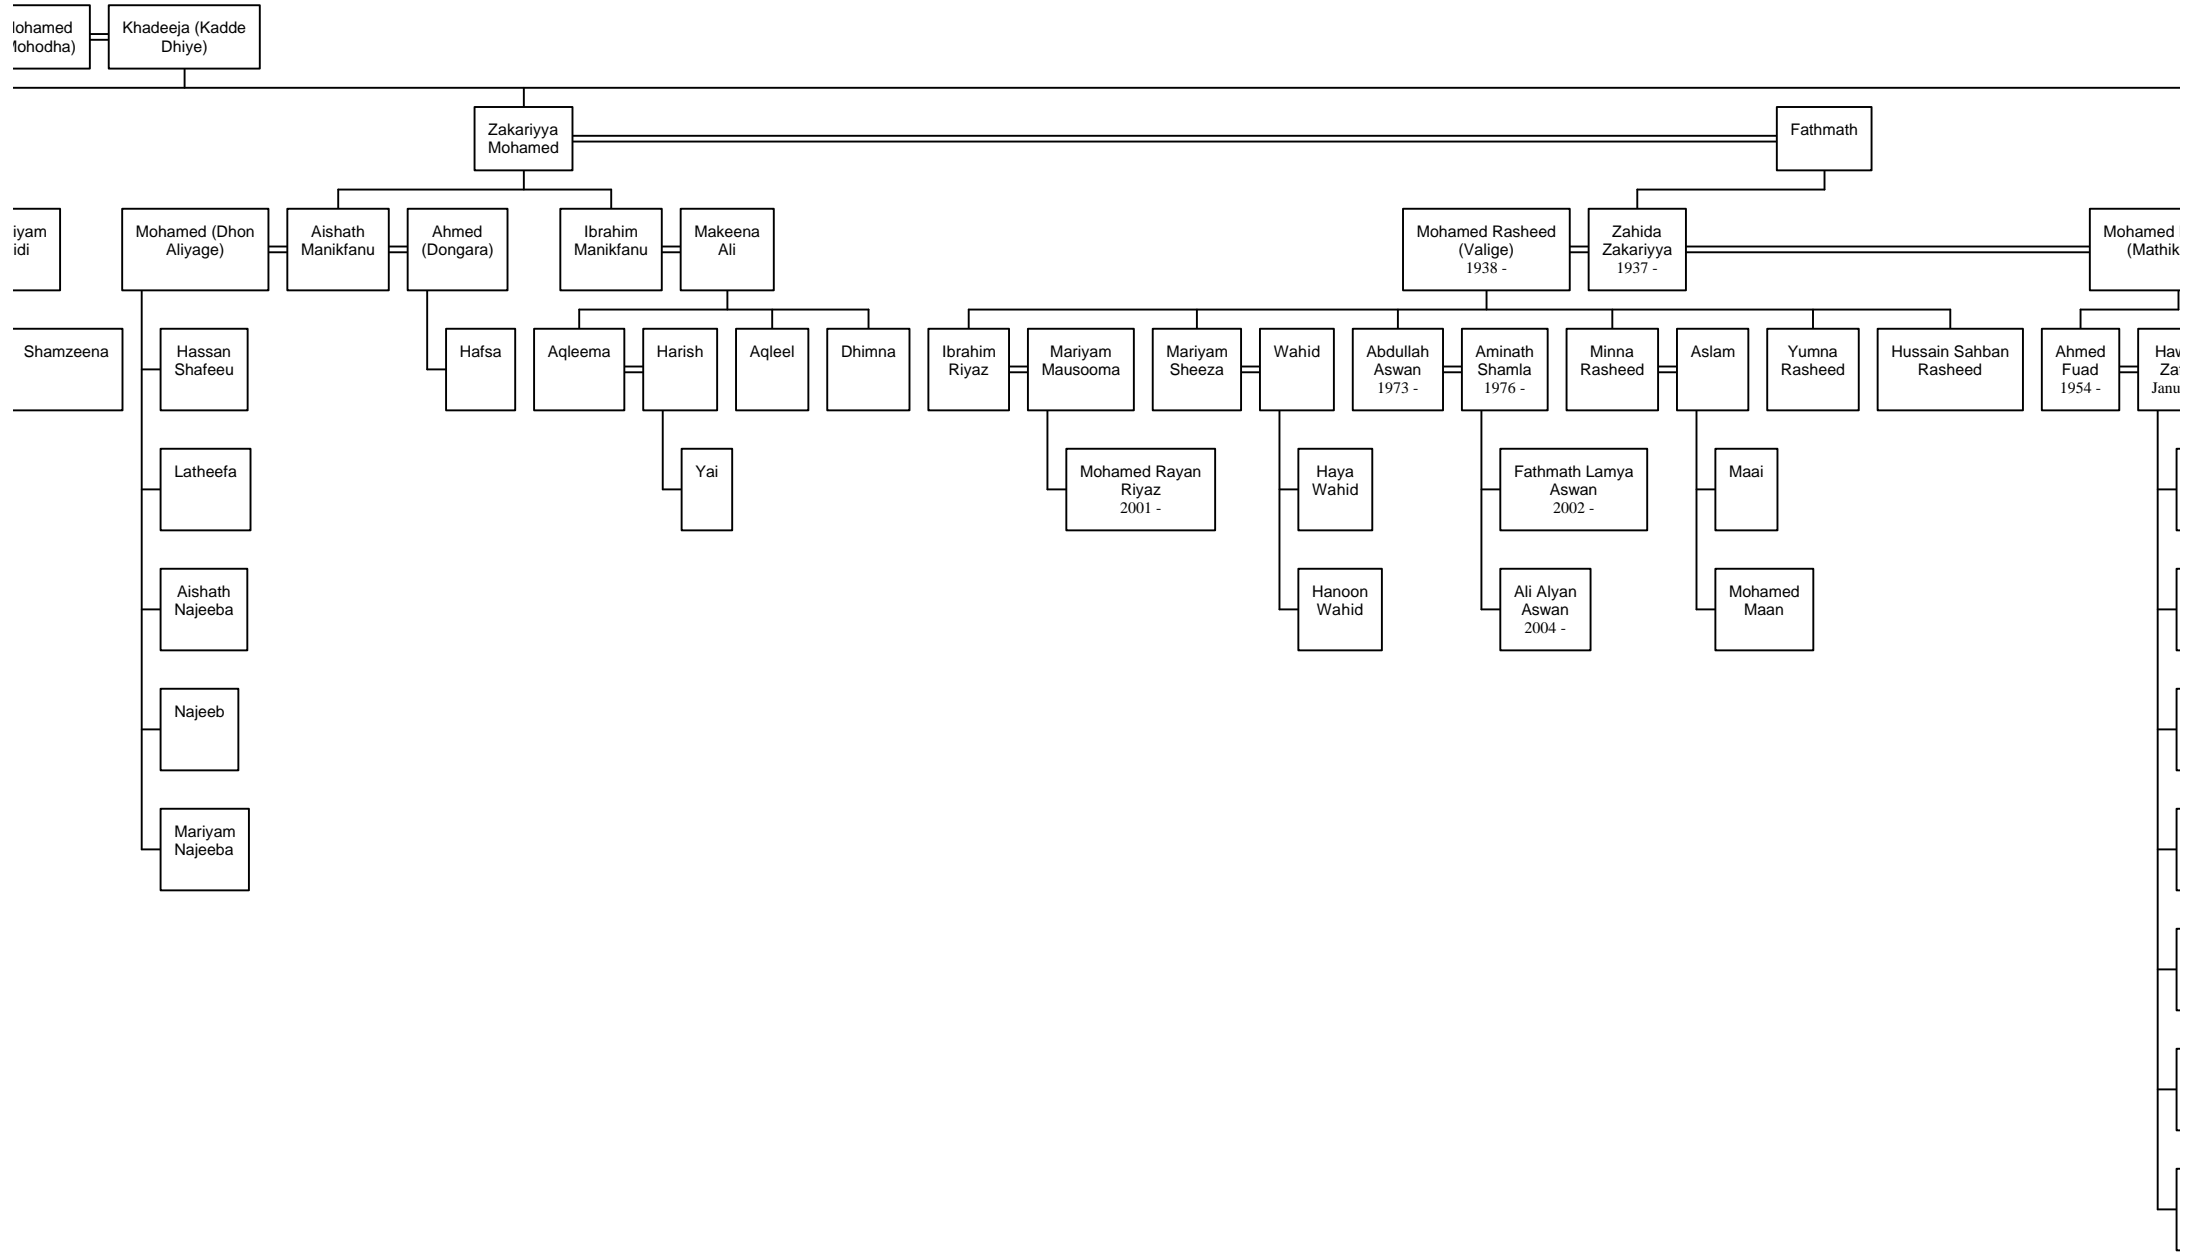 Khadeeja (Kadde
Dhiye)
Zakariyya
Mohamed
Fathmath
Mohamed (Dhon
Aliyage)
Aishath
Manikfanu
Ahmed
(Dongara)
Ibrahim
Manikfanu
Makeena
Ali
Mohamed Rasheed
(Valige)
1938 -
Zahida
Zakariyya
1937 -
Mohamed
Shamzeena
Hassan
Shafeeu
Hafsa
Aqleema
Harish
Aqleel
Dhimna
Ibrahim
Riyaz
Mariyam
Mausooma
Mariyam
Sheeza
Wahid
Abdullah
Aswan
1973 -
Aminath
Shamla
1976 -
Minna
Rasheed
Aslam
Yumna
Rasheed
Hussain Sahban
Rasheed
Ahmed
Fuad
1954 -
Latheefa
Yai
Mohamed Rayan
Riyaz
2001 -
Haya
Wahid
Fathmath Lamya
Aswan
2002 -
Maai
Aishath
Najeeba
Hanoon
Wahid
Ali Alyan
Aswan
2004 -
Mohamed
Maan
Najeeb
Mariyam
Najeeba